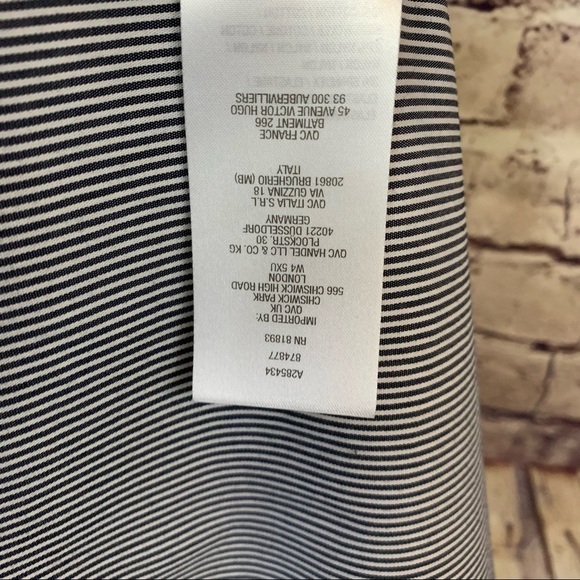 A285434
874877
RN 81893
IMPORTED BY:
QVC UK
CHISWICK PARK
566 CHISWICK HIGH ROAD
LONDON
W4 5XU
QVC HANDEL LLC & CO. KG
PLOCKSTR. 30
40221 DUSSELDORF
GERMANY
QVC ITALIA S.R.L
VIA GUZZINA 18
20861 BRUGHERIO (MB)
ITALY
QVC FRANCE
BATIMENT 266
45 AVENUE VICTOR HUGO
93 300 AUBERVILLIERS